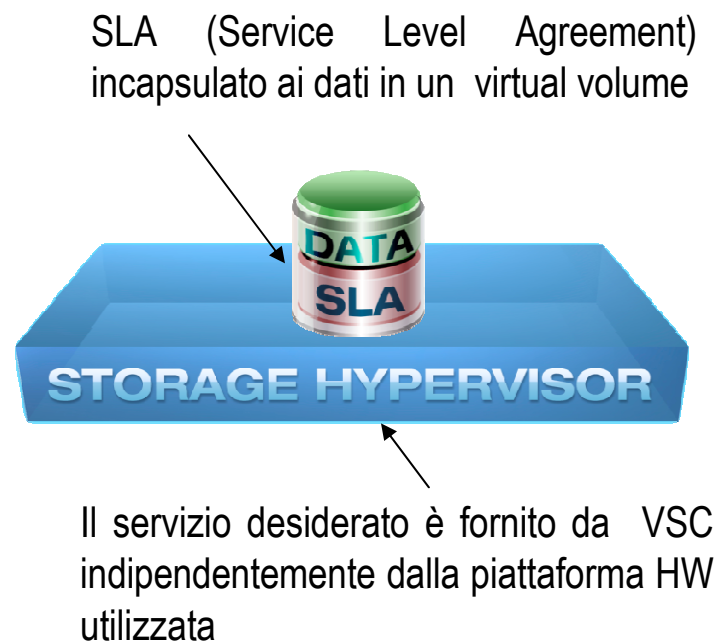 SLA (Service Level Agreement)
incapsulato ai dati in un virtual volume
DATA
SLA
STORAGE HYPERVISOR
Il servizio desiderato è fornito da VSC
indipendentemente dalla piattaforma HW
utilizzata